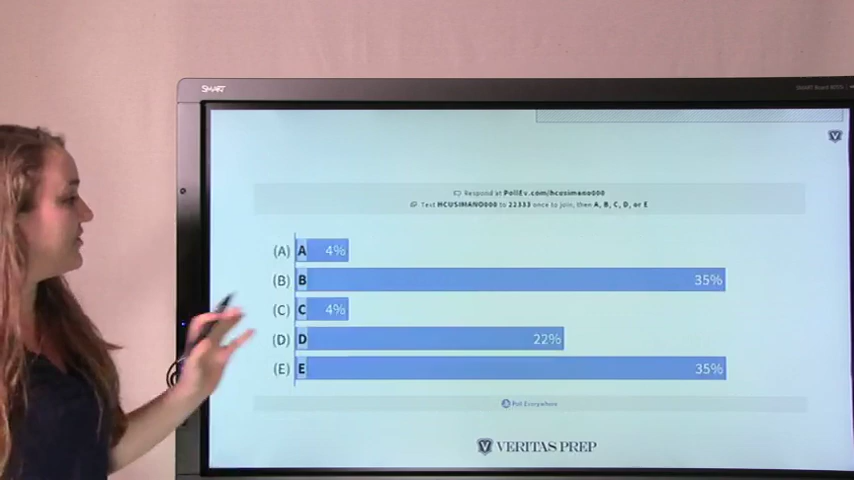 SMART
V
Respond at PollEv.com/hcusimano000
Text HCUSIMANO000 to 22333 once to join, then A, B, C, D, or E
(A) A 4%
(B) B 35%
(C) C 4%
(D) D 22%
(E) E 35%
Poll Everywhere
V VERITAS PREP